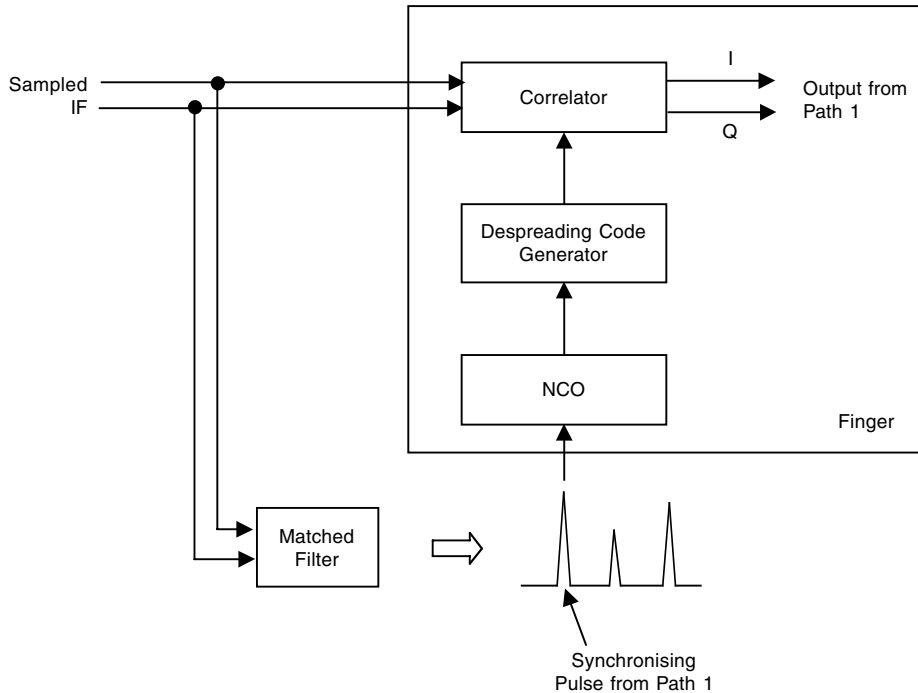 Sampled
IF
Correlator
I
Q
Output from
Path 1
Despreading Code
Generator
NCO
Finger
Matched
Filter
Synchronising
Pulse from Path 1